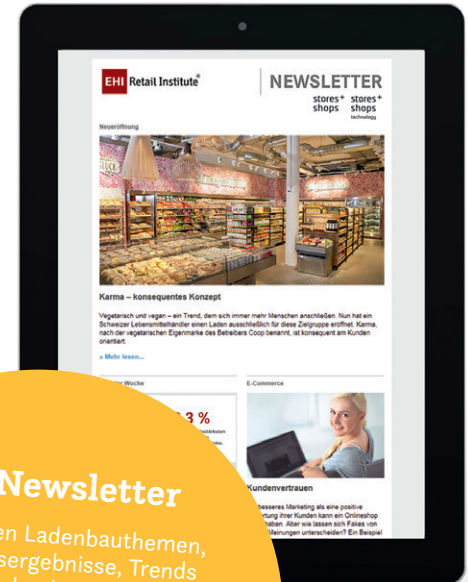 EHI Retail Institute®
NEWSLETTER
stores+ stores+
shops shops
technology
Neueröffnung
Karma – konsequentes Konzept
Vegetarisch und vegan – ein Trend, dem sich immer mehr Menschen anschließen. Nun hat ein
Schweizer Lebensmittelhändler einen Laden ausschließlich für diese Zielgruppe eröffnet. Karma,
nach der vegetarischen Eigenmarke des Betreibers Coop benannt, ist konsequent am Kunden
orientiert.
» Mehr lesen...
Woche
E-Commerce
3 %
Kundenvertrauen
besseres Marketing als eine positive
ihrer Kunden kann ein Onlineshop
haben. Aber wie lassen sich Fakes von
Meinungen unterscheiden? Ein Beispiel
Newsletter
en Ladenbauthemen,
sergebnisse, Trends